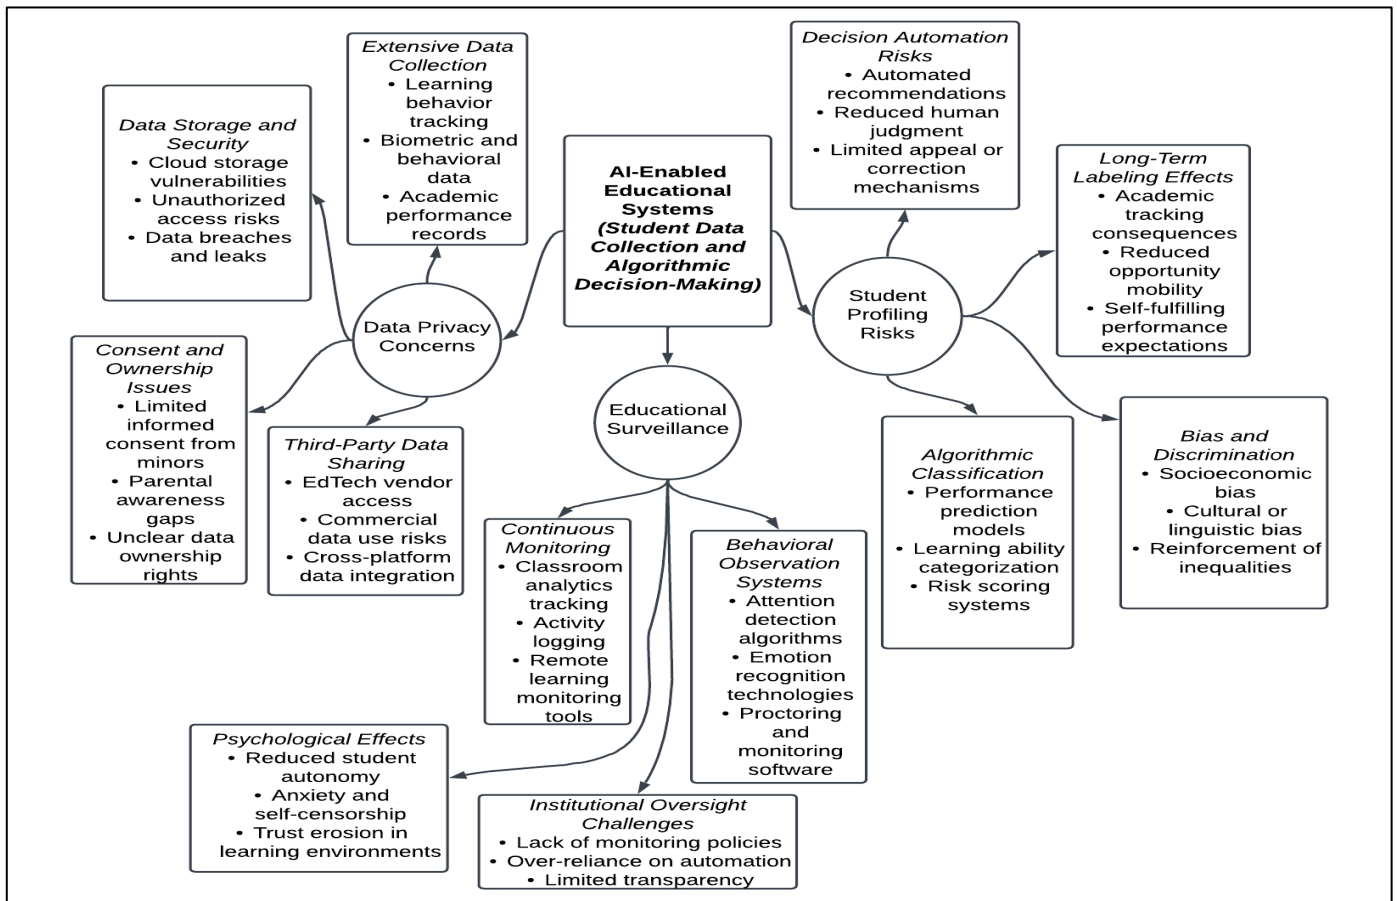 AI-Enabled
Educational
Systems
(Student Data
Collection and
Algorithmic
Decision-Making)
Data Privacy
Concerns
Extensive Data
Collection
• Learning
behavior
tracking
• Biometric and
behavioral
data
• Academic
performance
records
Data Storage and
Security
• Cloud storage
vulnerabilities
• Unauthorized
access risks
• Data breaches
and leaks
Consent and
Ownership
Issues
• Limited
informed
consent from
minors
• Parental
awareness
gaps
• Unclear data
ownership
rights
Third-Party Data
Sharing
• EdTech vendor
access
• Commercial
data use risks
• Cross-platform
data integration
Educational
Surveillance
Continuous
Monitoring
• Classroom
analytics
tracking
• Activity
logging
• Remote
learning
monitoring
tools
Behavioral
Observation
Systems
• Attention
detection
algorithms
• Emotion
recognition
technologies
• Proctoring
and
monitoring
software
Psychological Effects
• Reduced student
autonomy
• Anxiety and
self-censorship
• Trust erosion in
learning environments
Institutional Oversight
Challenges
• Lack of monitoring policies
• Over-reliance on automation
• Limited transparency
Student
Profiling
Risks
Decision Automation
Risks
• Automated
recommendations
• Reduced human
judgment
• Limited appeal or
correction
mechanisms
Long-Term
Labeling Effects
• Academic
tracking
consequences
• Reduced
opportunity
mobility
• Self-fulfilling
performance
expectations
Algorithmic
Classification
• Performance
prediction
models
• Learning ability
categorization
• Risk scoring
systems
Bias and
Discrimination
• Socioeconomic
bias
• Cultural or
linguistic bias
• Reinforcement of
inequalities